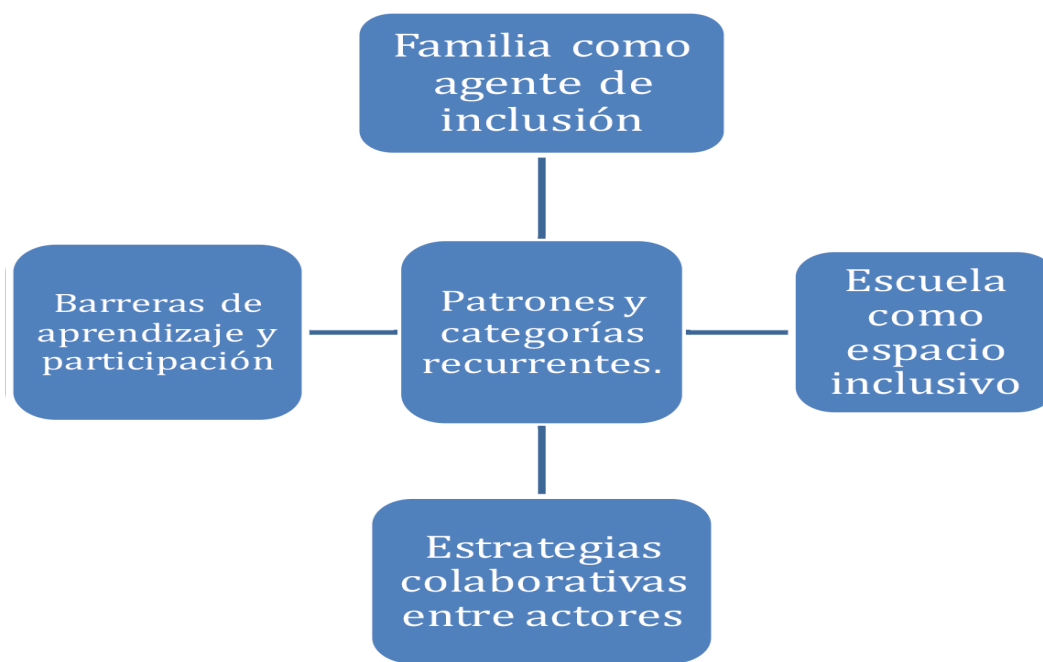 Familia como
agente de
inclusión
Barreras de
aprendizaje y
participación
Patrones y
categorías
recurrentes.
Escuela
como
espacio
inclusivo
Estrategias
colaborativas
entre actores